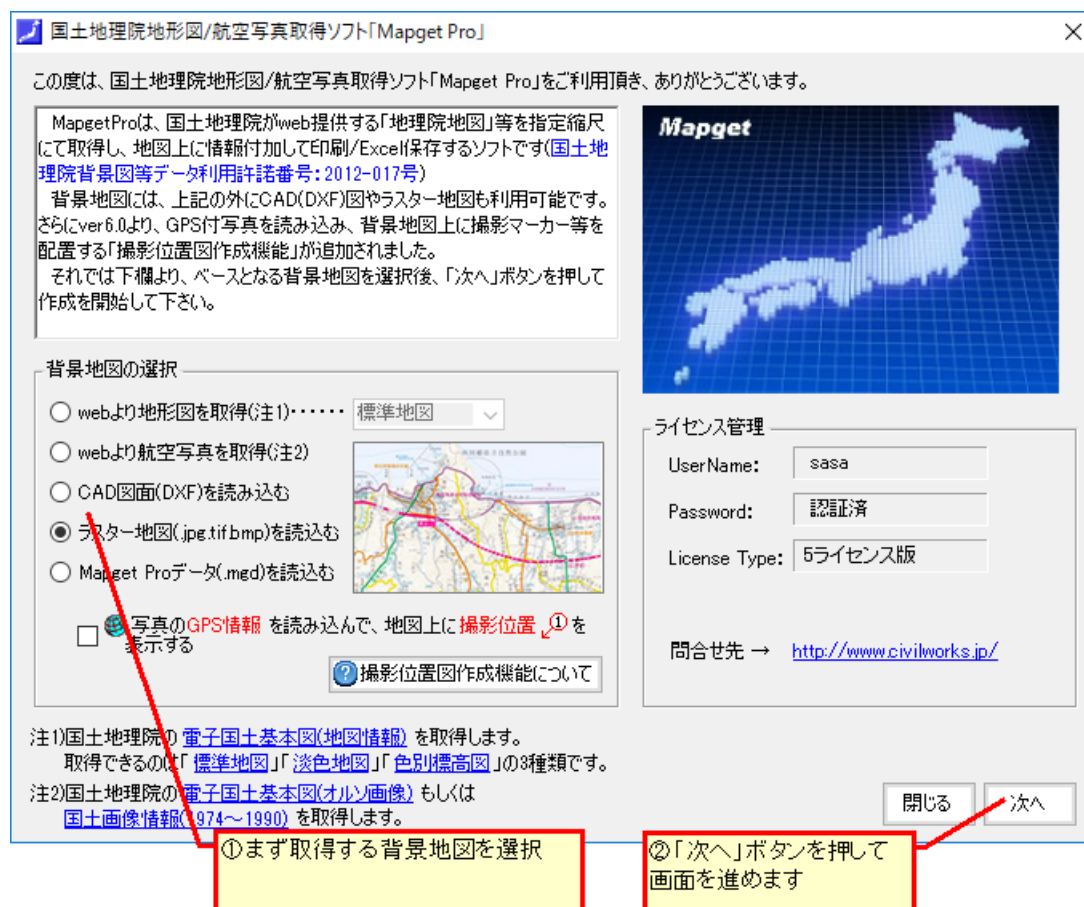 国土地理院地形図/航空写真取得ソフト「Mapget Pro」
この度は、国土地理院地形図/航空写真取得ソフト「Mapget Pro」をご利用頂き、ありがとうございます。
MapgetProは、国土地理院がweb提供する「地理院地図」等を指定縮尺
にて取得し、地図上に情報付加して印刷/Excel保存するソフトです(国土地
理院背景図等データ利用許諾番号：2012-017号)
背景地図には、上記の外にCAD(DXF)図やラスター地図も利用可能です。
さらにver6.0より、GPS付写真を読み込み、背景地図上に撮影マーカー等を
配置する「撮影位置図作成機能」が追加されました。
それでは下欄より、ベースとなる背景地図を選択後、「次へ」ボタンを押して
作成を開始して下さい。
Mapget
背景地図の選択
webより地形図を取得(注1)‥‥‥ 標準地図
webより航空写真を取得(注2)
CAD図面(DXF)を読み込む
ラスター地図(.jpg.tif.bmp)を読込む
Mapget Proデータ(.mgd)を読込む
写真のGPS情報 を読み込んで、地図上に撮影位置 ① を
表示する
撮影位置図作成機能について
ライセンス管理
UserName: sasa
Password: 認証済
License Type: 5ライセンス版
問合せ先 → http://www.civilworks.jp/
注1)国土地理院の 電子国土基本図(地図情報) を取得します。
取得できるのは「標準地図」「淡色地図」「色別標高図」の3種類です。
注2)国土地理院の 電子国土基本図(オルソ画像) もしくは
国土画像情報(1974～1990) を取得します。
閉じる 次へ
①まず取得する背景地図を選択
②「次へ」ボタンを押して
画面を進めます